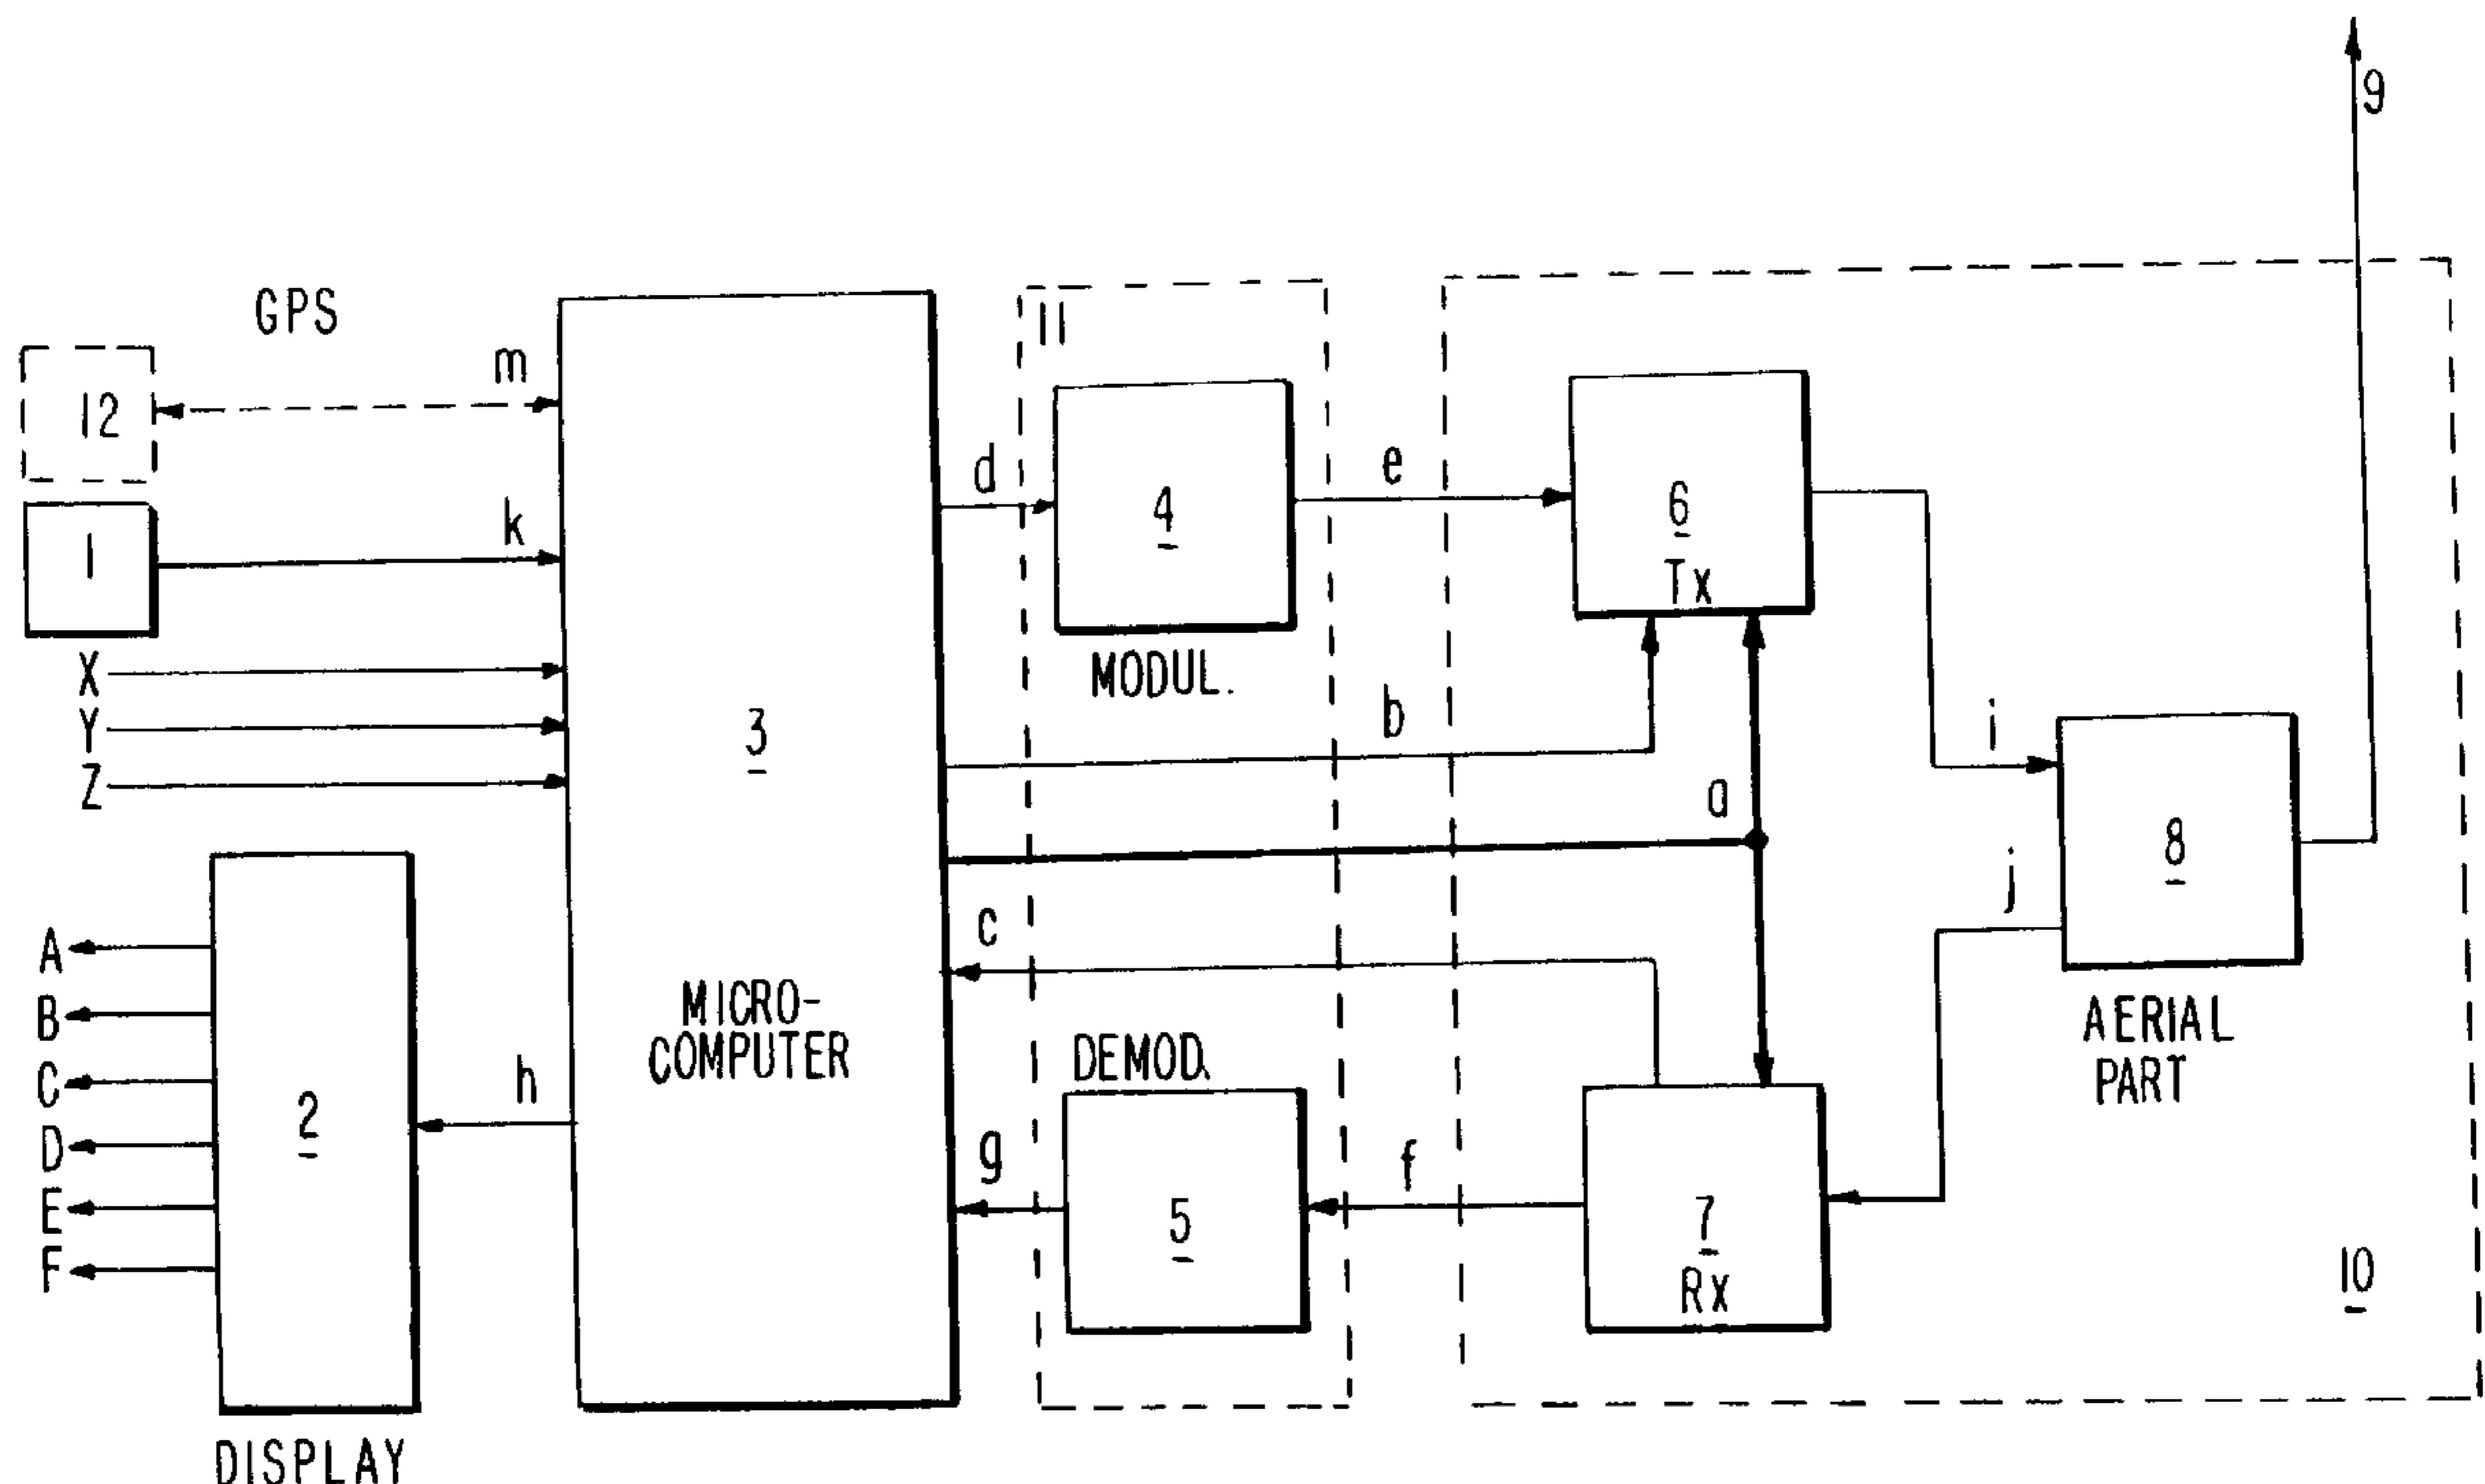 9
GPS
11
m
12
d
e
4
6
Tx
k
1
X
Y
Z
MODUL.
b
3
i
a
8
j
c
A
B
C
D
E
F
2
h
MICRO-
COMPUTER
DEMOD.
AERIAL
PART
g
f
5
7
Rx
10
DISPLAY